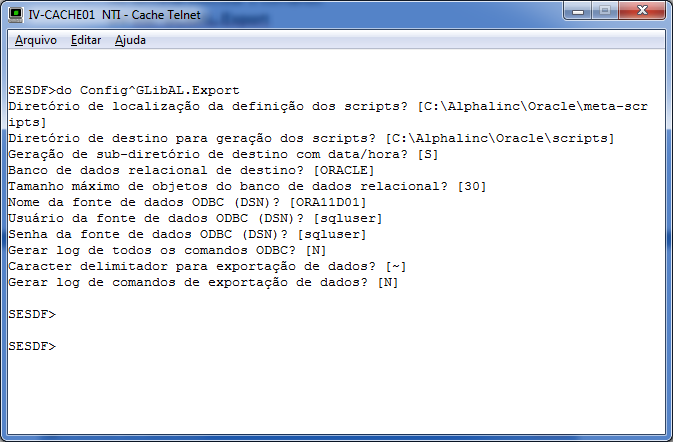 IV-CACHE01 NTI - Cache Telnet
Arquivo Editar Ajuda
SESDF>do Config^GLibAL.Export
Diretório de localização da definição dos scripts? [C:\Alphalinc\Oracle\meta-scr
ipts]
Diretório de destino para geração dos scripts? [C:\Alphalinc\Oracle\scripts]
Geração de sub-diretório de destino com data/hora? [S]
Banco de dados relacional de destino? [ORACLE]
Tamanho máximo de objetos do banco de dados relacional? [30]
Nome da fonte de dados ODBC (DSN)? [ORA11D01]
Usuário da fonte de dados ODBC (DSN)? [sqluser]
Senha da fonte de dados ODBC (DSN)? [sqluser]
Gerar log de todos os comandos ODBC? [N]
Caracter delimitador para exportação de dados? [~]
Gerar log de comandos de exportação de dados? [N]
SESDF>
SESDF>